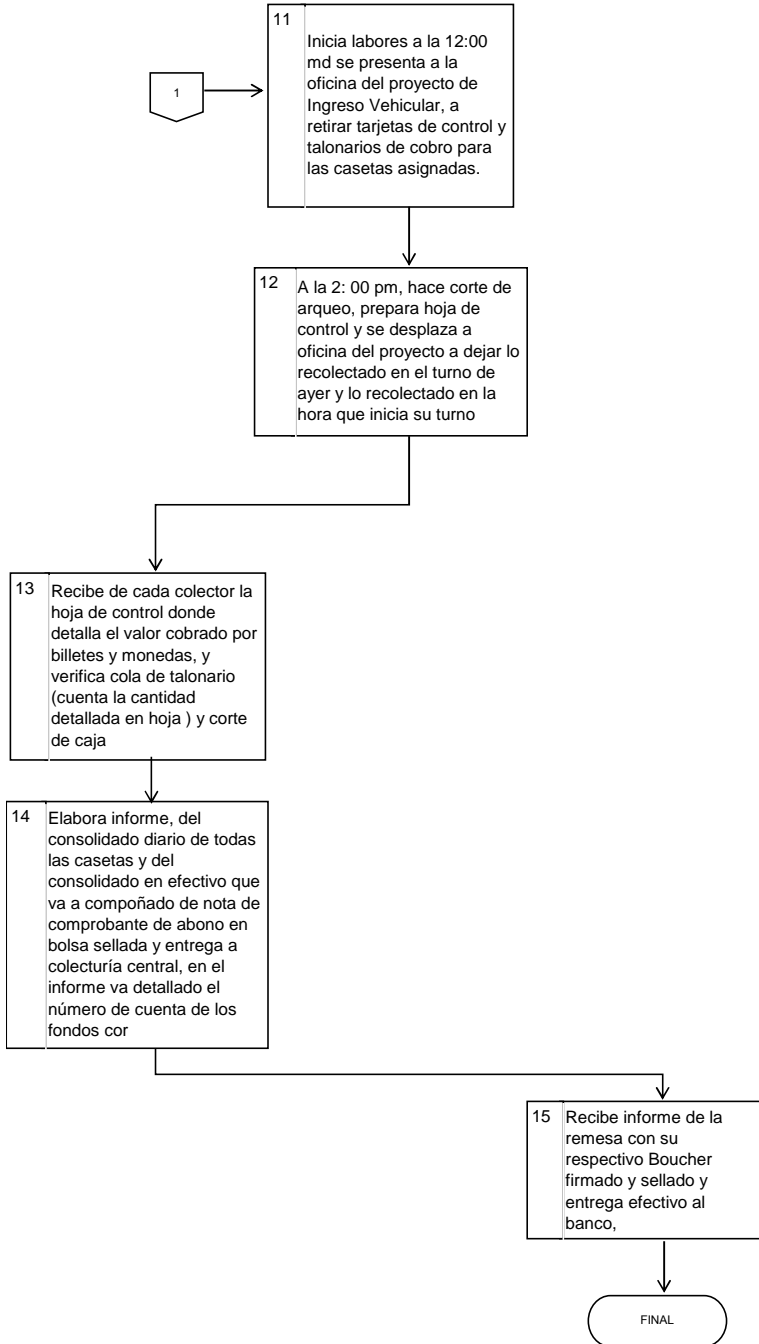 1
11
Inicia labores a la 12:00
md se presenta a la
oficina del proyecto de
Ingreso Vehicular, a
retirar tarjetas de control y
talonarios de cobro para
las casetas asignadas.
12
A la 2: 00 pm, hace corte de
arqueo, prepara hoja de
control y se desplaza a
oficina del proyecto a dejar lo
recolectado en el turno de
ayer y lo recolectado en la
hora que inicia su turno
13
Recibe de cada colector la
hoja de control donde
detalla el valor cobrado por
billetes y monedas, y
verifica cola de talonario
(cuenta la cantidad
detallada en hoja ) y corte
de caja
14
Elabora informe, del
consolidado diario de todas
las casetas y del
consolidado en efectivo que
va a compoñado de nota de
comprobante de abono en
bolsa sellada y entrega a
colecturía central, en el
informe va detallado el
número de cuenta de los
fondos cor
15
Recibe informe de la
remesa con su
respectivo Boucher
firmado y sellado y
entrega efectivo al
banco,
FINAL